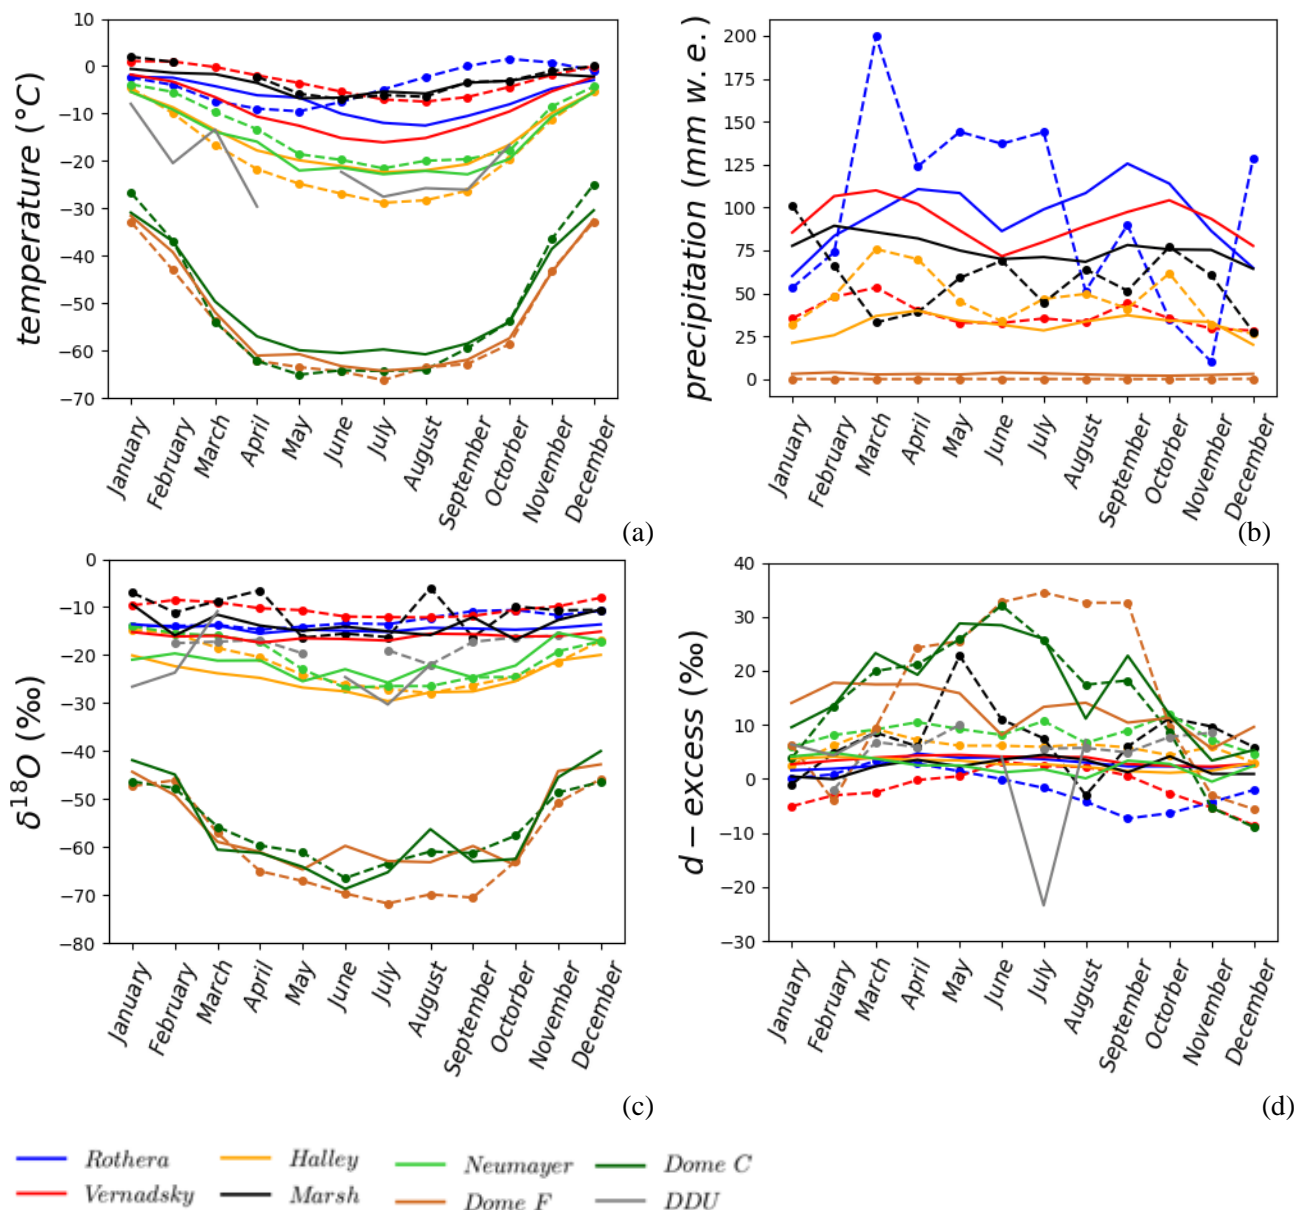 temperature (°C)
10
0
−10
−20
−30
−40
−50
−60
−70
January
February
March
April
May
June
July
August
September
Octorber
November
December
(a)
precipitation (mm w. e.)
200
175
150
125
100
75
50
25
0
January
February
March
April
May
June
July
August
September
Octorber
November
December
(b)
δ¹⁸O (‰)
0
−10
−20
−30
−40
−50
−60
−70
−80
January
February
March
April
May
June
July
August
September
Octorber
November
December
(c)
d − excess (‰)
40
30
20
10
0
−10
−20
−30
January
February
March
April
May
June
July
August
September
Octorber
November
December
(d)
Rothera Halley Neumayer Dome C
Vernadsky Marsh Dome F DDU